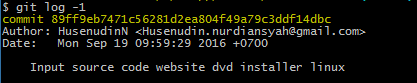 $ git log -1
commit 89ff9eb7471c56281d2ea804f49a79c3ddf14dbc
Author: HusenudinN <Husenudin.nurdiansyah@gmail.com>
Date:   Mon Sep 19 09:59:29 2016 +0700
    Input source code website dvd installer linux